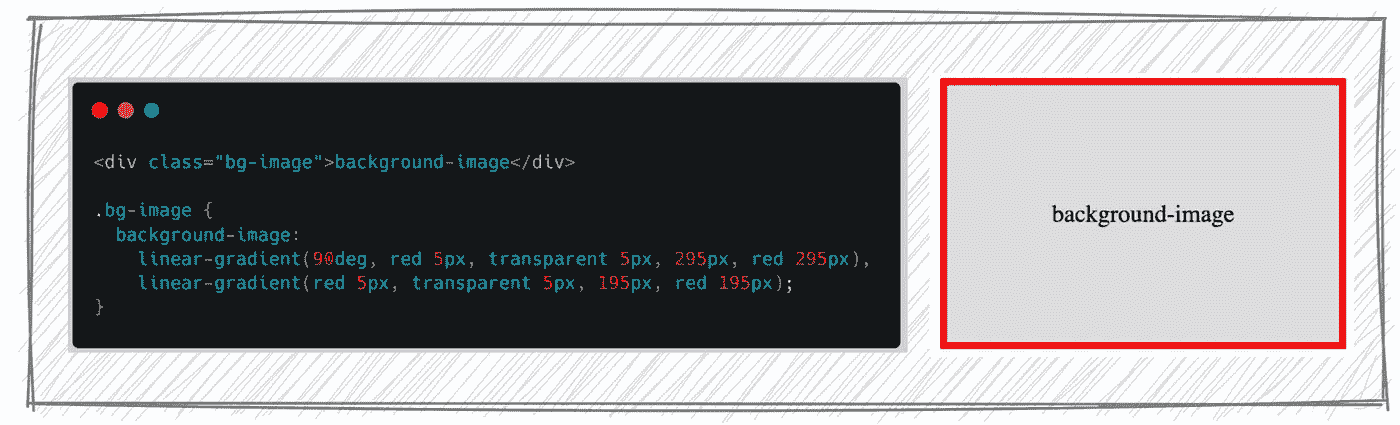 <div class="bg-image">background-image</div>
.bg-image {
background-image:
linear-gradient(90deg, red 5px, transparent 5px, 295px, red 295px),
linear-gradient(red 5px, transparent 5px, 195px, red 195px);
}
background-image